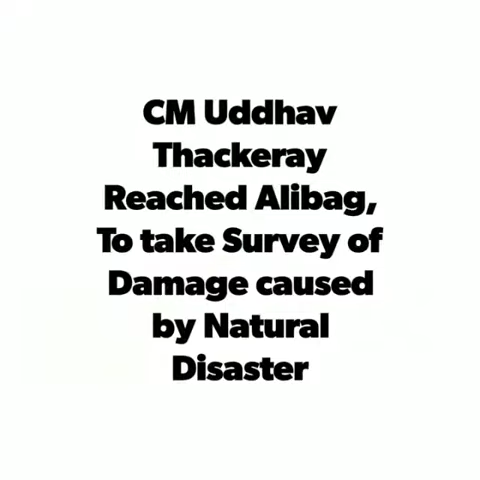 CM Uddhav
Thackeray
Reached Alibag,
To take Survey of
Damage caused
by Natural
Disaster